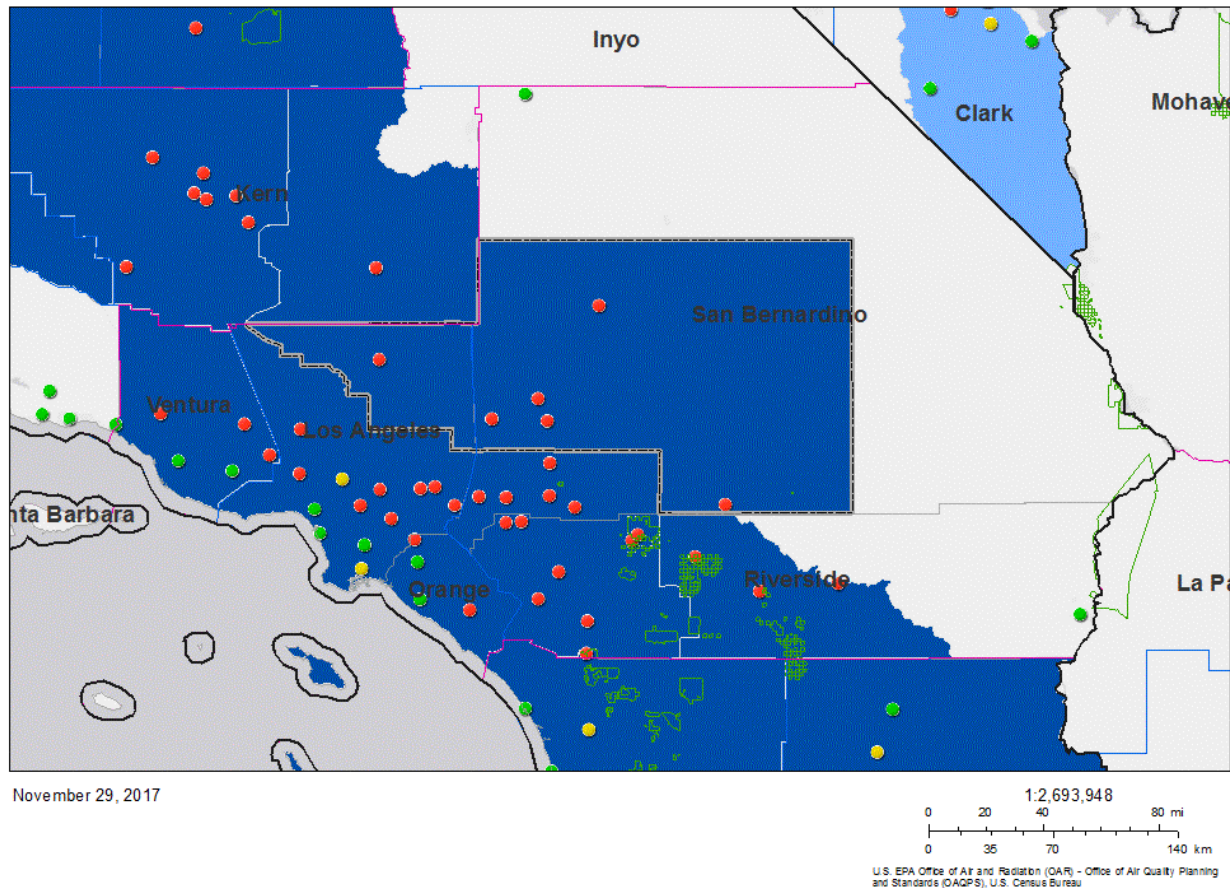 Inyo
Clark
Mohave
Kern
San Bernardino
Ventura
Los Angeles
nta Barbara
Orange
Riverside
La Pa
November 29, 2017
1:2,693,948
0 20 40 80 mi
0 35 70 140 km
U.S. EPA Office of Air and Radiation (OAR) - Office of Air Quality Planning
and Standards (OAQPS), U.S. Census Bureau